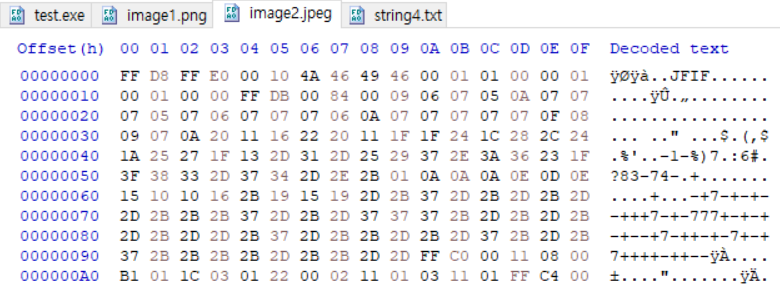 test.exe image1.png image2.jpeg string4.txt
Offset(h) 00 01 02 03 04 05 06 07 08 09 0A 0B 0C 0D 0E 0F Decoded text
00000000 FF D8 FF E0 00 10 4A 46 49 46 00 01 01 00 00 01 ÿØÿà..JFIF......
00000010 00 01 00 00 FF DB 00 84 00 09 06 07 05 0A 07 07 ....ÿÛ.„........
00000020 07 05 07 06 07 07 07 06 0A 07 07 07 07 07 0F 08 ................
00000030 09 07 0A 20 11 16 22 20 11 1F 1F 24 1C 28 2C 24 ... .." ...$.(,$
00000040 1A 25 27 1F 13 2D 31 2D 25 29 37 2E 3A 36 23 1F .%'..-1-%)7.:6#.
00000050 3F 38 33 2D 37 34 2D 2E 2B 01 0A 0A 0A 0E 0D 0E ?83-74-.+.......
00000060 15 10 10 16 2B 19 15 19 2D 2B 37 2D 2B 2D 2B 2D ....+...-+7-+-+-
00000070 2D 2B 2B 2B 37 2D 2B 2D 37 37 37 2B 2D 2B 2D 2B -+++7-+-777+-+-+
00000080 2D 2B 2D 2D 2B 37 2D 2B 2B 2D 2B 2D 37 2B 2D 2B -+--+7-++-+-7+-+
00000090 37 2B 2B 2B 2B 2D 2B 2B 2D 2D FF C0 00 11 08 00 7++++-++--ÿÀ....
000000A0 B1 01 1C 03 01 22 00 02 11 01 03 11 01 FF C4 00 ±....".......ÿÄ.